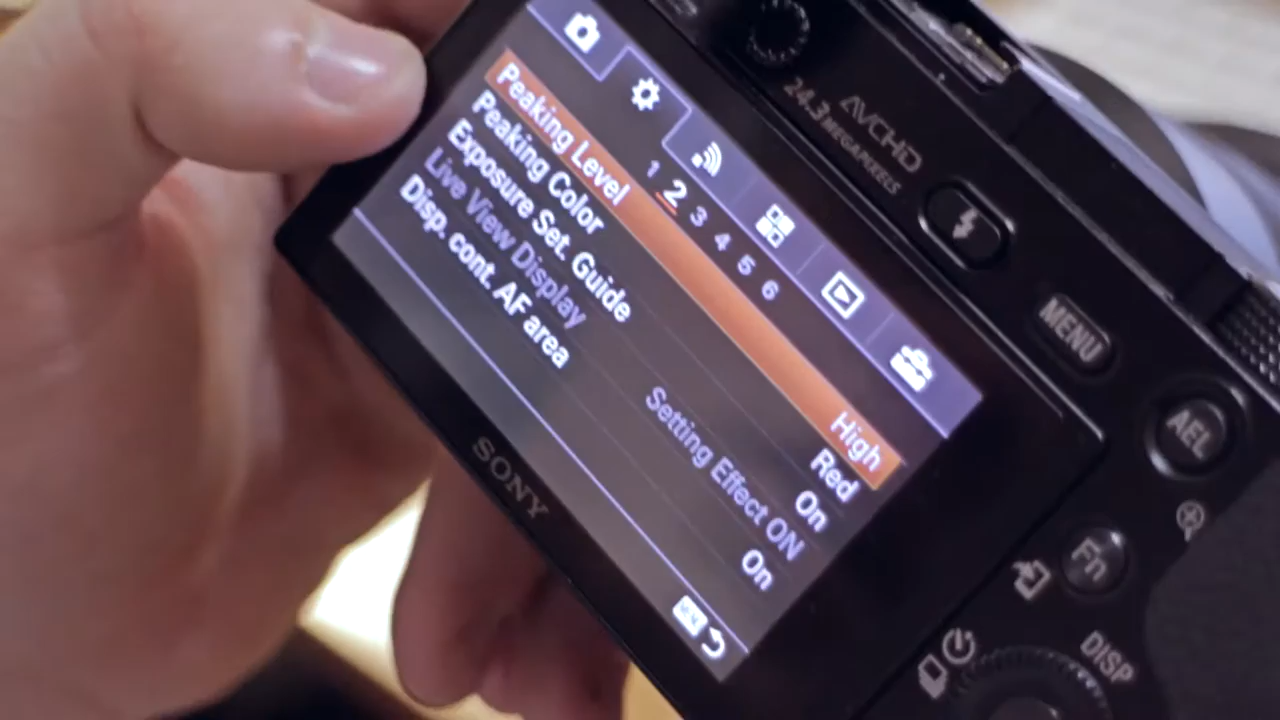 1 2 3 4 5 6
Peaking Level High
Peaking Color Red
Exposure Set. Guide On
Live View Display Setting Effect ON
Disp. cont. AF area On
MENU
SONY
AVCHD
24.3 MEGAPIXELS
MENU
AEL
Fn
DISP